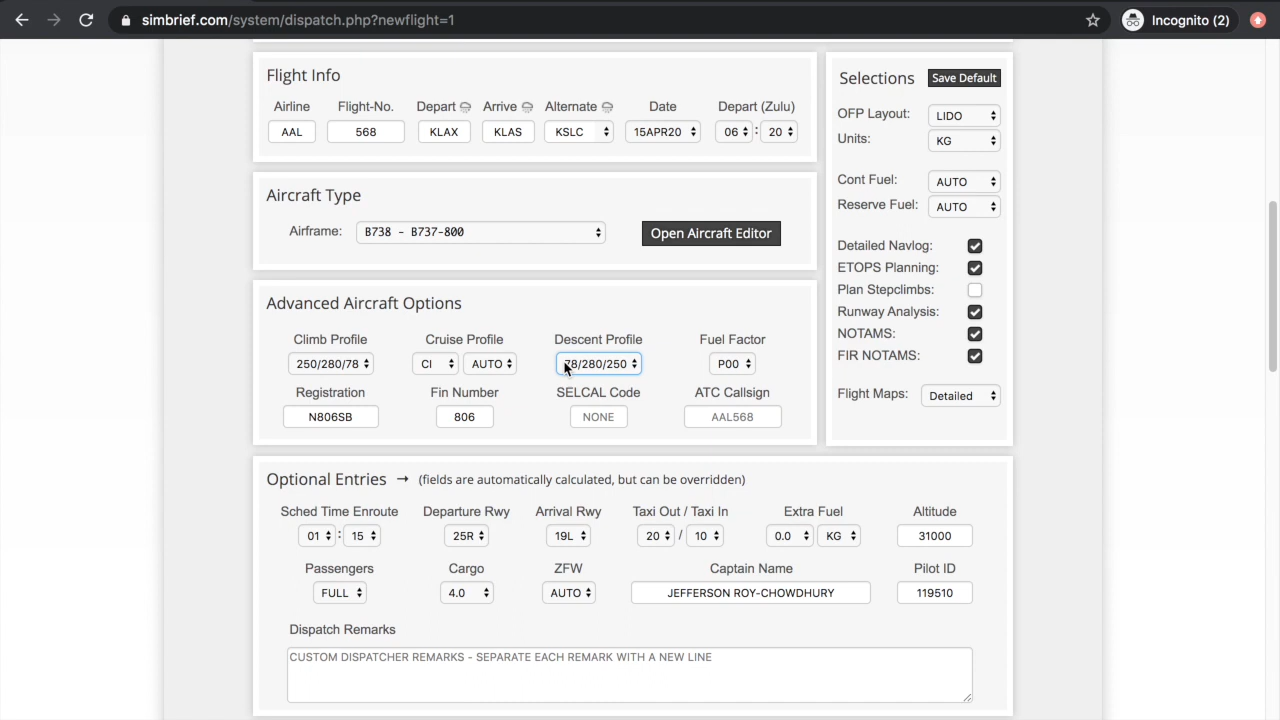 simbrief.com/system/dispatch.php?newflight=1
Incognito (2)
Flight Info
Airline Flight-No. Depart Arrive Alternate Date Depart (Zulu)
AAL 568 KLAX KLAS KSLC 15APR20 06 : 20
Aircraft Type
Airframe: B738 - B737-800 Open Aircraft Editor
Advanced Aircraft Options
Climb Profile Cruise Profile Descent Profile Fuel Factor
250/280/78 CI AUTO 78/280/250 P00
Registration Fin Number SELCAL Code ATC Callsign
N806SB 806 NONE AAL568
Selections Save Default
OFP Layout: LIDO
Units: KG
Cont Fuel: AUTO
Reserve Fuel: AUTO
Detailed Navlog:
ETOPS Planning:
Plan Stepclimbs:
Runway Analysis:
NOTAMS:
FIR NOTAMS:
Flight Maps: Detailed
Optional Entries → (fields are automatically calculated, but can be overridden)
Sched Time Enroute Departure Rwy Arrival Rwy Taxi Out / Taxi In Extra Fuel Altitude
01 : 15 25R 19L 20 / 10 0.0 KG 31000
Passengers Cargo ZFW Captain Name Pilot ID
FULL 4.0 AUTO JEFFERSON ROY-CHOWDHURY 119510
Dispatch Remarks
CUSTOM DISPATCHER REMARKS - SEPARATE EACH REMARK WITH A NEW LINE